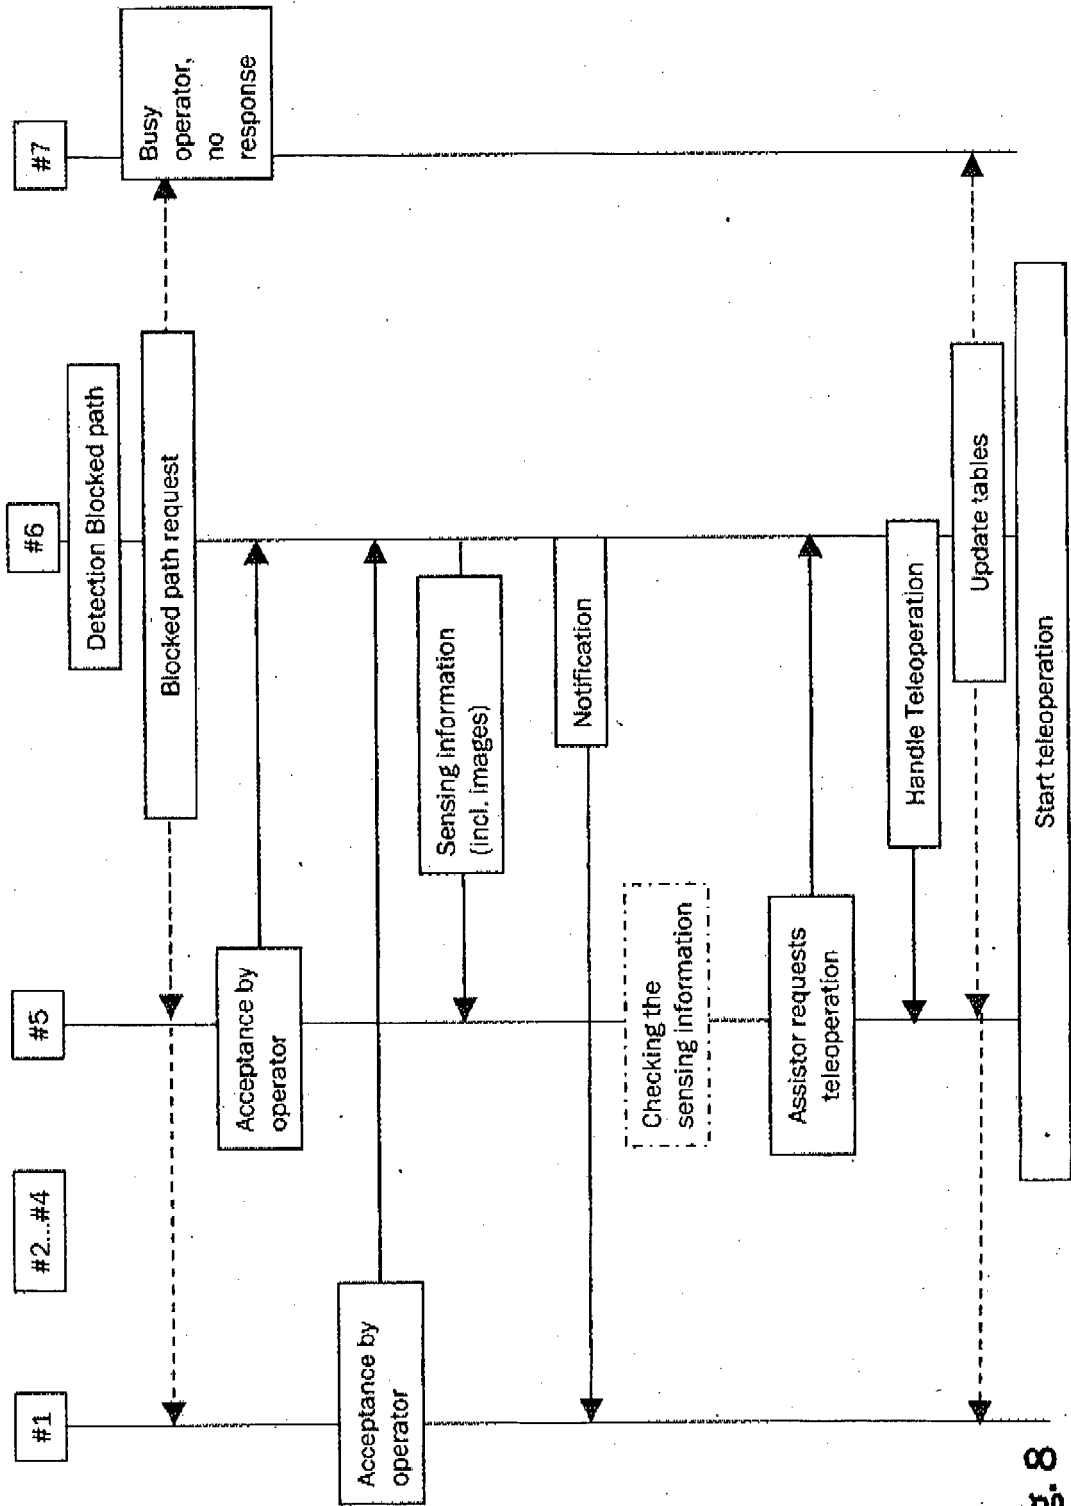 #1
#2...#4
#5
#6
#7
Detection Blocked path
Blocked path request
Busy
operator,
no
response
Acceptance by
operator
Acceptance by
operator
Sensing information
(incl. images)
Notification
Checking the
sensing information
Assistor requests
teleoperation
Handle Teleoperation
Update tables
Start teleoperation
8